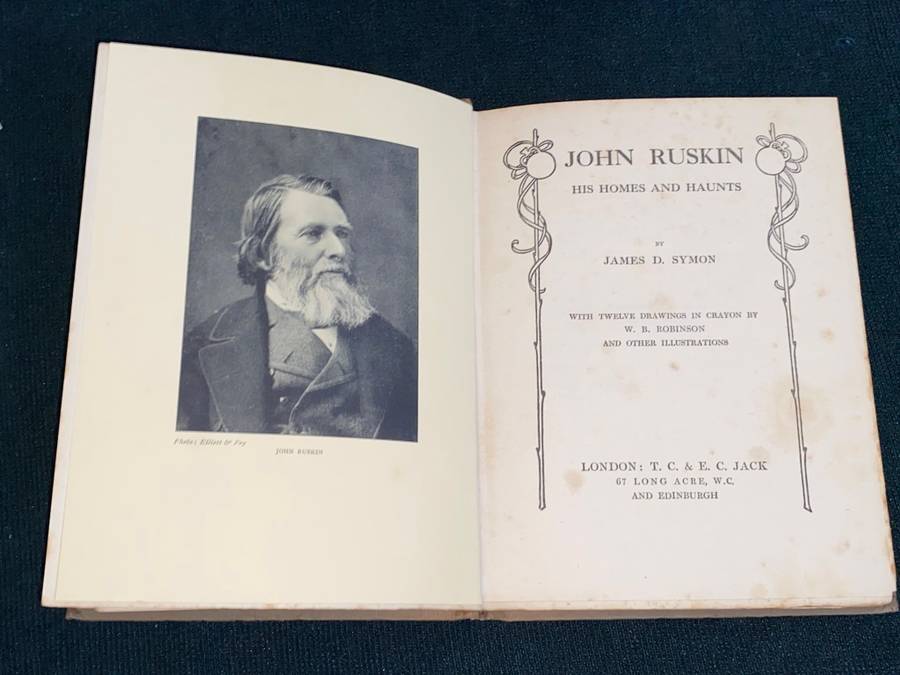 Photo: Elliott & Fry
JOHN RUSKIN
JOHN RUSKIN
HIS HOMES AND HAUNTS
BY
JAMES D. SYMON
WITH TWELVE DRAWINGS IN CRAYON BY
W. B. ROBINSON
AND OTHER ILLUSTRATIONS
LONDON: T. C. & E. C. JACK
67 LONG ACRE, W.C.
AND EDINBURGH